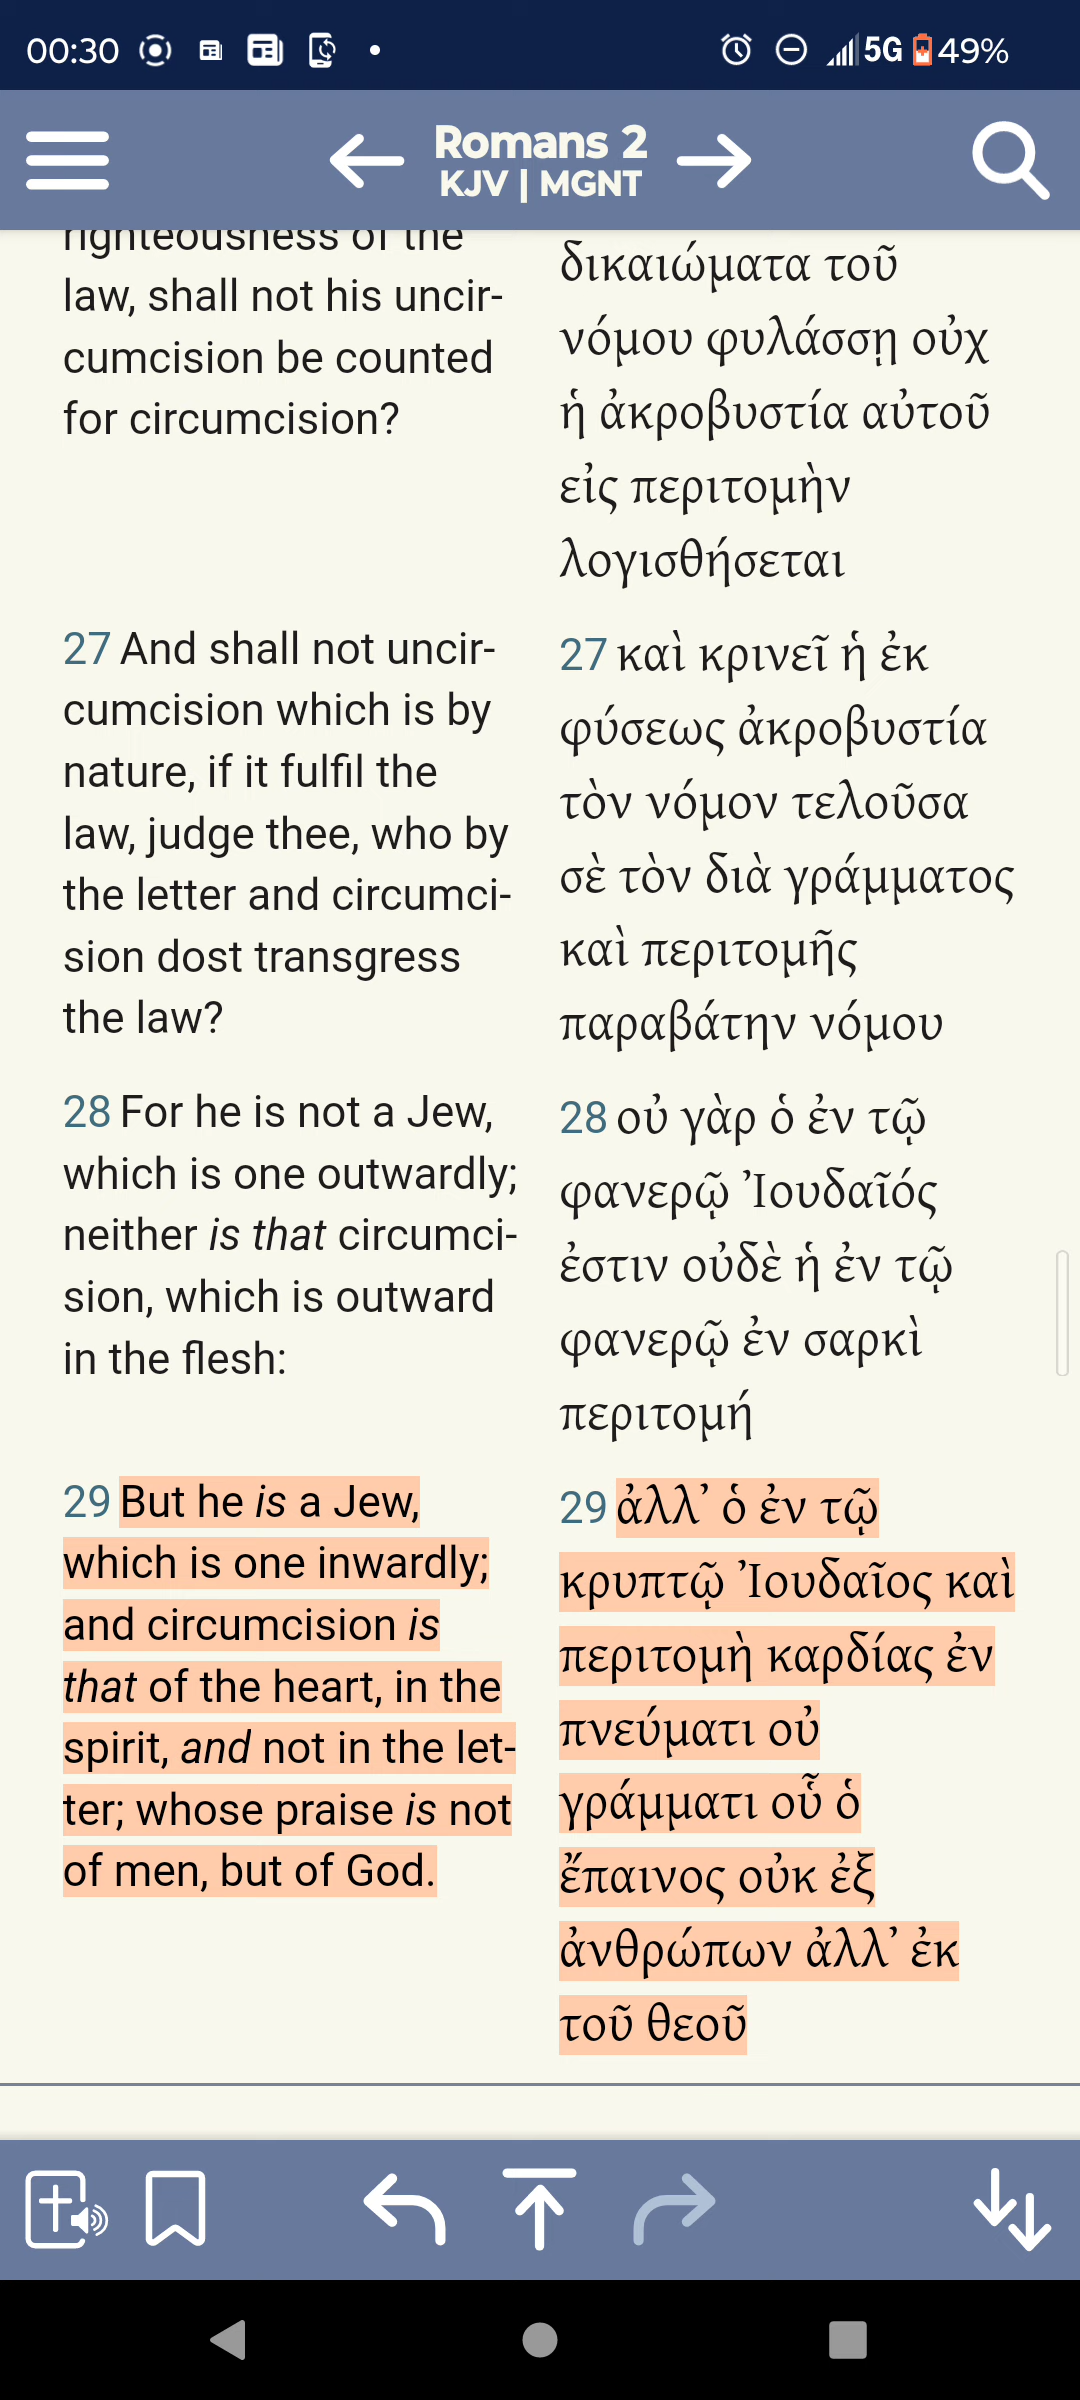 00:30
5G 49%
Romans 2
KJV | MGNT
righteousness of the
law, shall not his uncir-
cumcision be counted
for circumcision?
27 And shall not uncir-
cumcision which is by
nature, if it fulfil the
law, judge thee, who by
the letter and circumci-
sion dost transgress
the law?
28 For he is not a Jew,
which is one outwardly;
neither is that circumci-
sion, which is outward
in the flesh:
29 But he is a Jew,
which is one inwardly;
and circumcision is
that of the heart, in the
spirit, and not in the let-
ter; whose praise is not
of men, but of God.
δικαιώματα τοῦ
νόμου φυλάσσῃ οὐχ
ἡ ἀκροβυστία αὐτοῦ
εἰς περιτομὴν
λογισθήσεται
27 καὶ κρινεῖ ἡ ἐκ
φύσεως ἀκροβυστία
τὸν νόμον τελοῦσα
σὲ τὸν διὰ γράμματος
καὶ περιτομῆς
παραβάτην νόμου
28 οὐ γὰρ ὁ ἐν τῷ
φανερῷ Ἰουδαῖός
ἐστιν οὐδὲ ἡ ἐν τῷ
φανερῷ ἐν σαρκὶ
περιτομή
29 ἀλλ’ ὁ ἐν τῷ
κρυπτῷ Ἰουδαῖος καὶ
περιτομὴ καρδίας ἐν
πνεύματι οὐ
γράμματι οὗ ὁ
ἔπαινος οὐκ ἐξ
ἀνθρώπων ἀλλ’ ἐκ
τοῦ θεοῦ